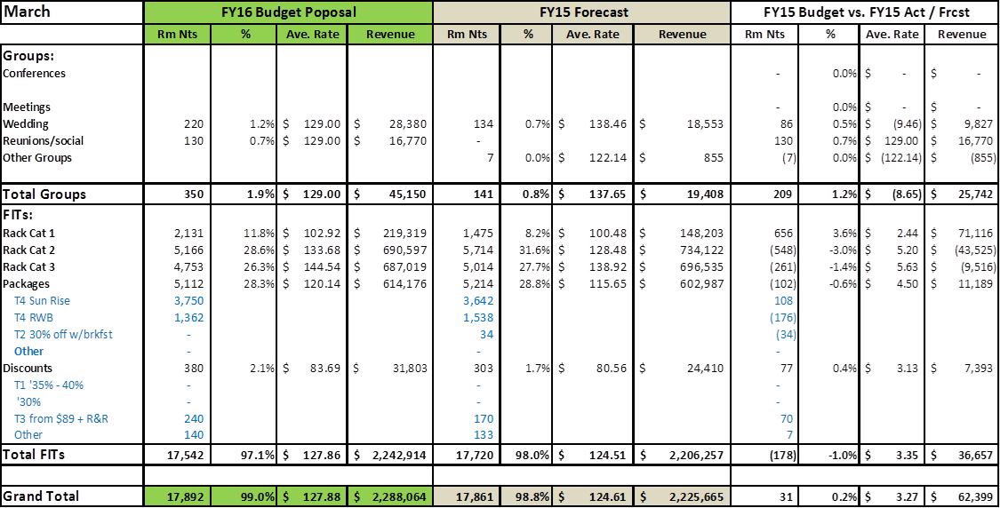 March FY16 Budget Poposal FY15 Forecast FY15 Budget vs. FY15 Act / Frcst
Rm Nts % Ave. Rate Revenue Rm Nts % Ave. Rate Revenue Rm Nts % Ave. Rate Revenue
Groups:
Conferences - 0.0% $ - $ -
Meetings - 0.0% $ - $ -
Wedding 220 1.2% $ 129.00 $ 28,380 134 0.7% $ 138.46 $ 18,553 86 0.5% $ (9.46) $ 9,827
Reunions/social 130 0.7% $ 129.00 $ 16,770 - 130 0.7% $ 129.00 $ 16,770
Other Groups 7 0.0% $ 122.14 $ 855 (7) 0.0% $ (122.14) $ (855)
Total Groups 350 1.9% $ 129.00 $ 45,150 141 0.8% $ 137.65 $ 19,408 209 1.2% $ (8.65) $ 25,742
FITs:
Rack Cat 1 2,131 11.8% $ 102.92 $ 219,319 1,475 8.2% $ 100.48 $ 148,203 656 3.6% $ 2.44 $ 71,116
Rack Cat 2 5,166 28.6% $ 133.68 $ 690,597 5,714 31.6% $ 128.48 $ 734,122 (548) -3.0% $ 5.20 $ (43,525)
Rack Cat 3 4,753 26.3% $ 144.54 $ 687,019 5,014 27.7% $ 138.92 $ 696,535 (261) -1.4% $ 5.63 $ (9,516)
Packages 5,112 28.3% $ 120.14 $ 614,176 5,214 28.8% $ 115.65 $ 602,987 (102) -0.6% $ 4.50 $ 11,189
T4 Sun Rise 3,750 3,642 108
T4 RWB 1,362 1,538 (176)
T2 30% off w/brkfst - 34 (34)
Other - - -
Discounts 380 2.1% $ 83.69 $ 31,803 303 1.7% $ 80.56 $ 24,410 77 0.4% $ 3.13 $ 7,393
T1 '35% - 40% - - -
'30% - - -
T3 from $89 + R&R 240 170 70
Other 140 133 7
Total FITs 17,542 97.1% $ 127.86 $ 2,242,914 17,720 98.0% $ 124.51 $ 2,206,257 (178) -1.0% $ 3.35 $ 36,657
Grand Total 17,892 99.0% $ 127.88 $ 2,288,064 17,861 98.8% $ 124.61 $ 2,225,665 31 0.2% $ 3.27 $ 62,399